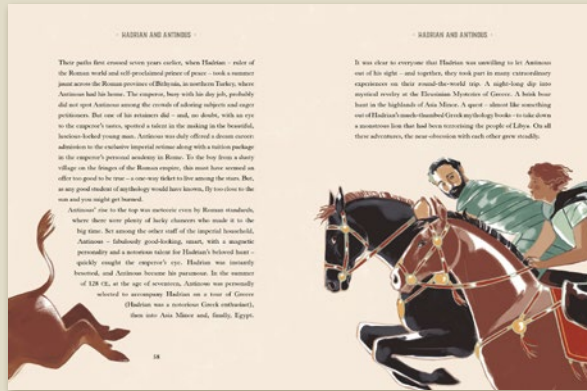 · HADRIAN AND ANTINOUS ·
Their paths first crossed seven years earlier, when Hadrian – ruler of
the Roman world and self-proclaimed prince of peace – took a summer
jaunt across the Roman province of Bithynia, in northern Turkey, where
Antinous had his home. The emperor, busy with his day job, probably
did not spot Antinous among the crowds of adoring subjects and eager
petitioners. But one of his retainers did – and, no doubt, with an eye
to the emperor's tastes, spotted a talent in the making in the beautiful,
luscious-locked young man. Antinous was duly offered a dream career:
admission to the exclusive imperial retinue along with a tuition package
in the emperor's personal academy in Rome. To the boy from a dusty
village on the fringes of the Roman empire, this must have seemed an
offer too good to be true – a one-way ticket to live among the stars. But,
as any good student of mythology would have known, fly too close to the
sun and you might get burned.
Antinous' rise to the top was meteoric even by Roman standards,
where there were plenty of lucky chancers who made it to the
big time. Set among the other staff of the imperial household,
Antinous – fabulously good-looking, smart, with a magnetic
personality and a notorious talent for Hadrian's beloved hunt –
quickly caught the emperor's eye. Hadrian was instantly
besotted, and Antinous became his paramour. In the summer
of 128 CE, at the age of seventeen, Antinous was personally
selected to accompany Hadrian on a tour of Greece
(Hadrian was a notorious Greek enthusiast),
then into Asia Minor and, finally, Egypt.
58
· HADRIAN AND ANTINOUS ·
It was clear to everyone that Hadrian was unwilling to let Antinous
out of his sight – and together, they took part in many extraordinary
experiences on their round-the-world trip. A night-long dip into
mystical revelry at the Eleusinian Mysteries of Greece. A brisk bear
hunt in the highlands of Asia Minor. A quest – almost like something
out of Hadrian's much-thumbed Greek mythology books – to take down
a monstrous lion that had been terrorising the people of Libya. On all
these adventures, the near-obsession with each other grew steadily.